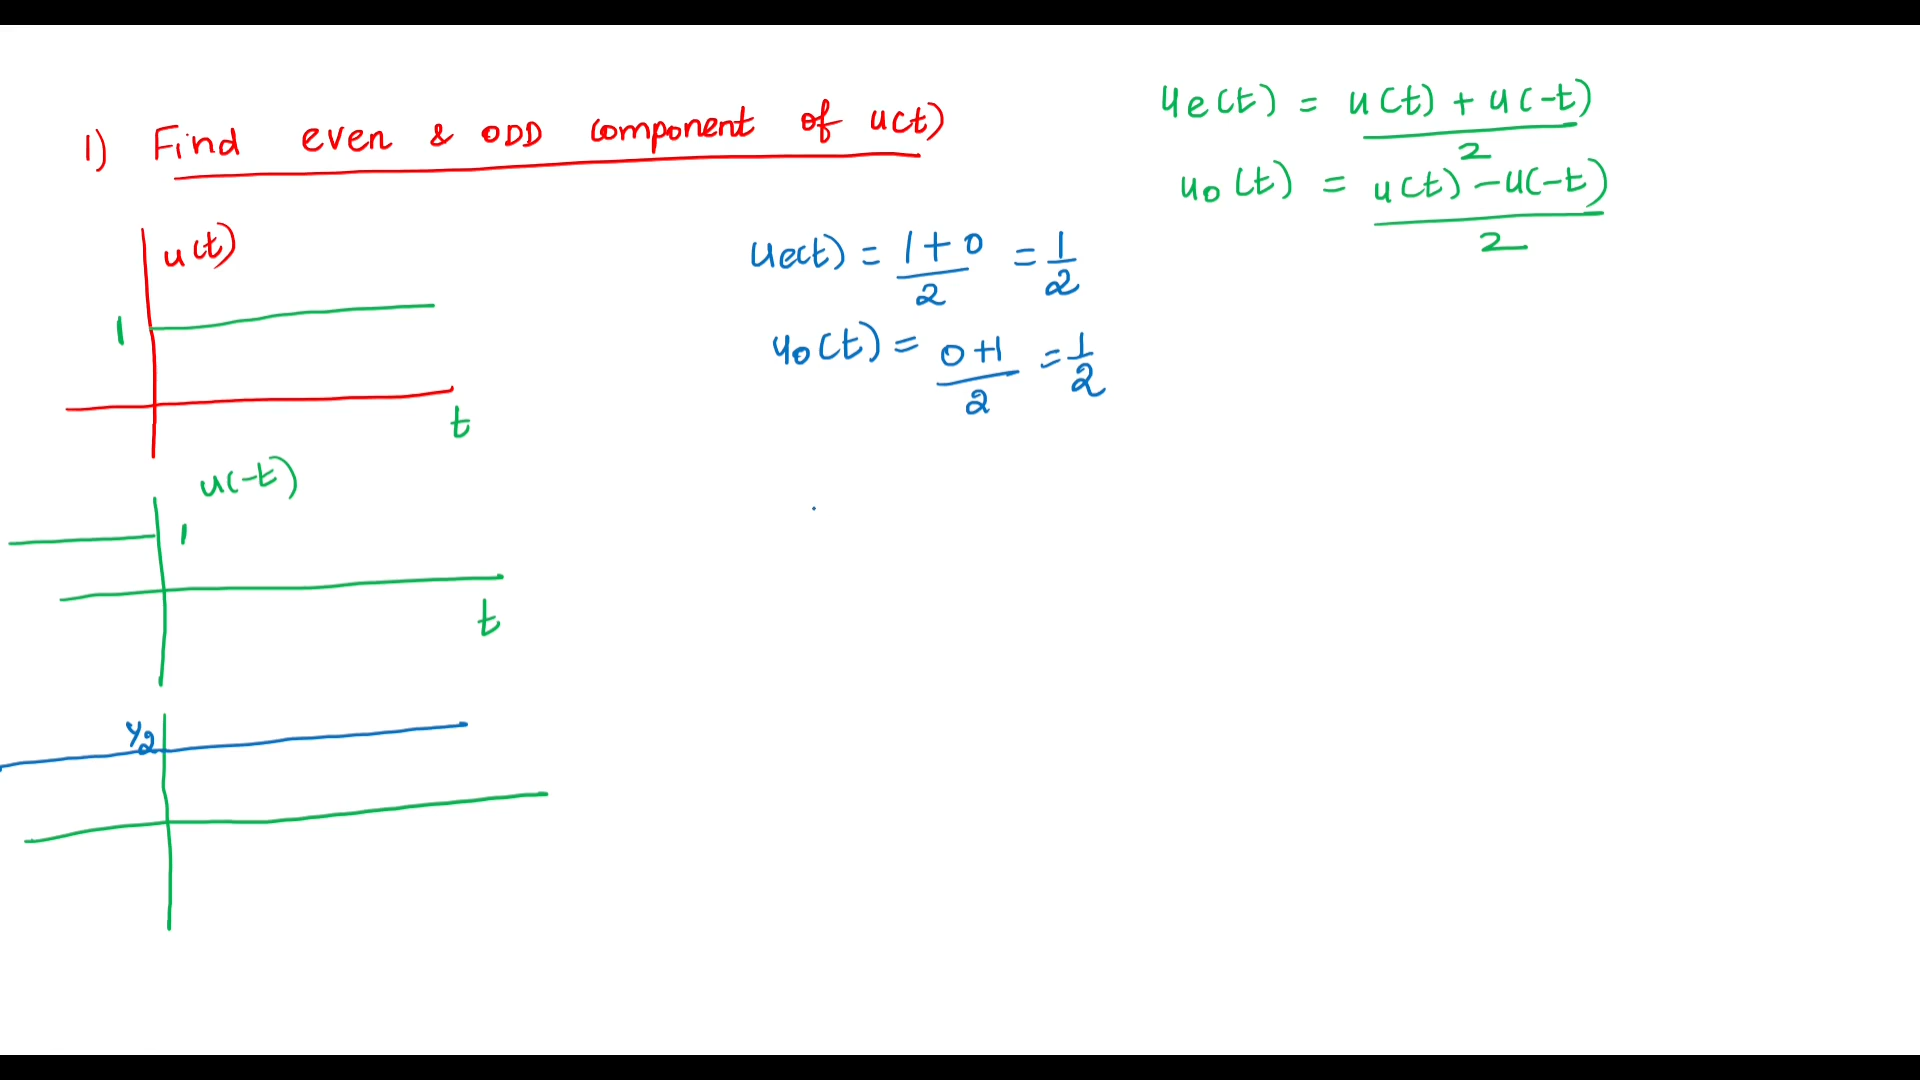 1) Find even & ODD component of u(t)
ue(t) = u(t) + u(-t) / 2
uo(t) = u(t) - u(-t) / 2
u(t)
1
t
ue(t) = 1+0 / 2 = 1/2
uo(t) = 0+1 / 2 = 1/2
u(-t)
1
t
1/2